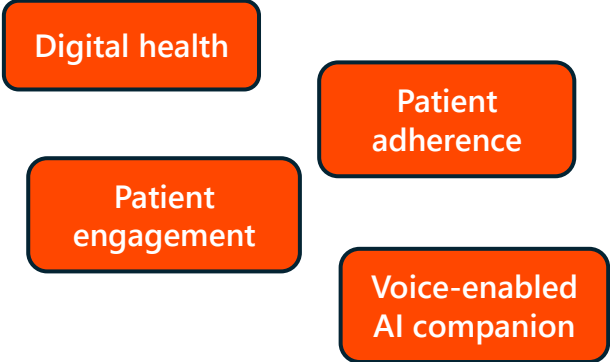 Digital health
Patient
adherence
Patient
engagement
Voice-enabled
AI companion